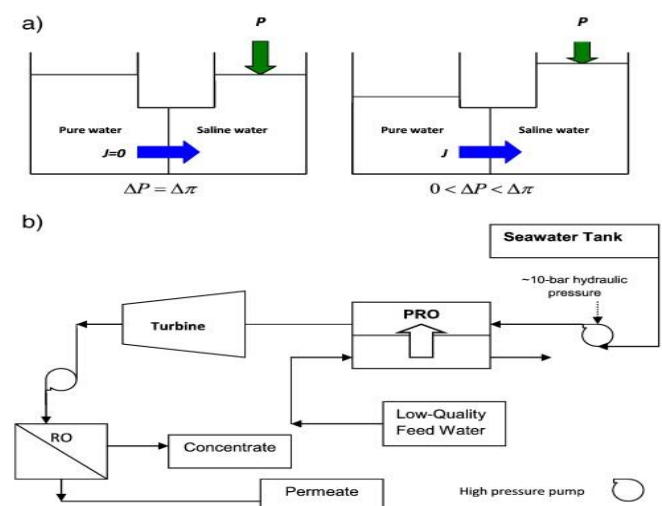 a)
P
P
Pure water
Saline water
J=0
Pure water
Saline water
J
ΔP = Δπ
0 < ΔP < Δπ
b)
Seawater Tank
~10-bar hydraulic
pressure
PRO
Turbine
Low-Quality
Feed Water
RO
Concentrate
Permeate
High pressure pump